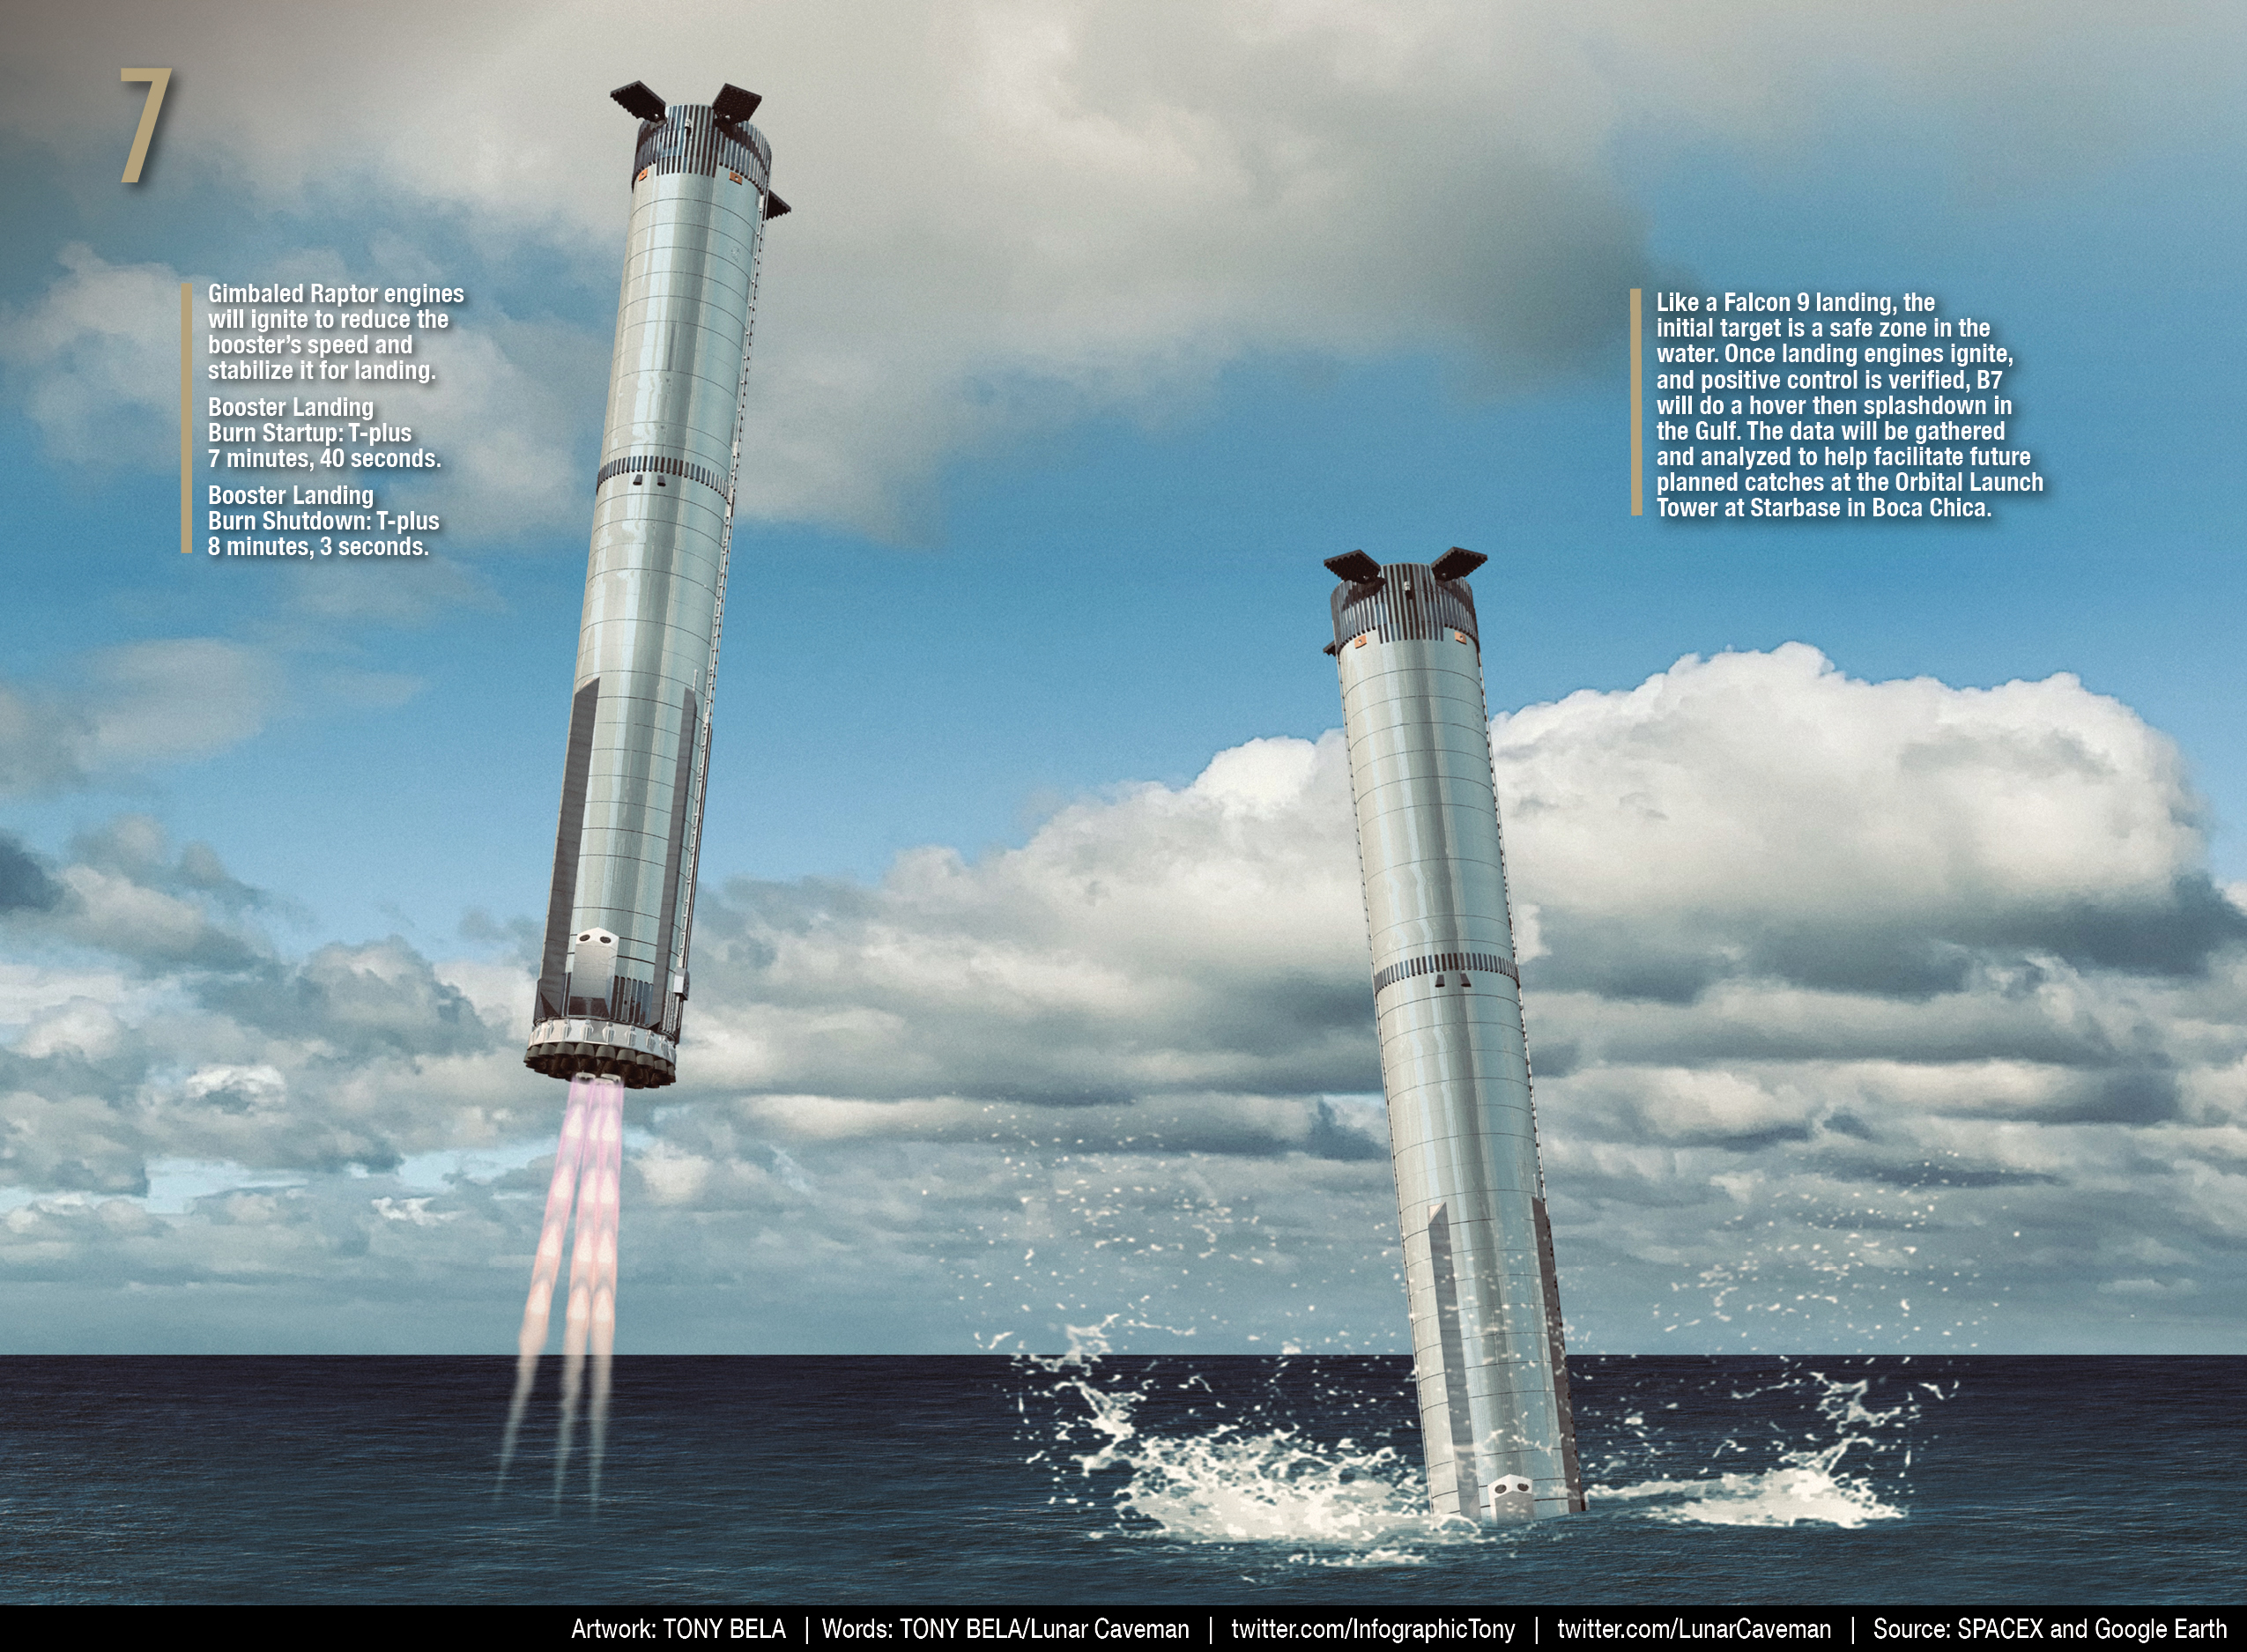 7
Gimbaled Raptor engines
will ignite to reduce the
booster’s speed and
stabilize it for landing.
Booster Landing
Burn Startup: T-plus
7 minutes, 40 seconds.
Booster Landing
Burn Shutdown: T-plus
8 minutes, 3 seconds.
Like a Falcon 9 landing, the
initial target is a safe zone in the
water. Once landing engines ignite,
and positive control is verified, B7
will do a hover then splashdown in
the Gulf. The data will be gathered
and analyzed to help facilitate future
planned catches at the Orbital Launch
Tower at Starbase in Boca Chica.
Artwork: TONY BELA | Words: TONY BELA/Lunar Caveman | twitter.com/InfographicTony | twitter.com/LunarCaveman | Source: SPACEX and Google Earth